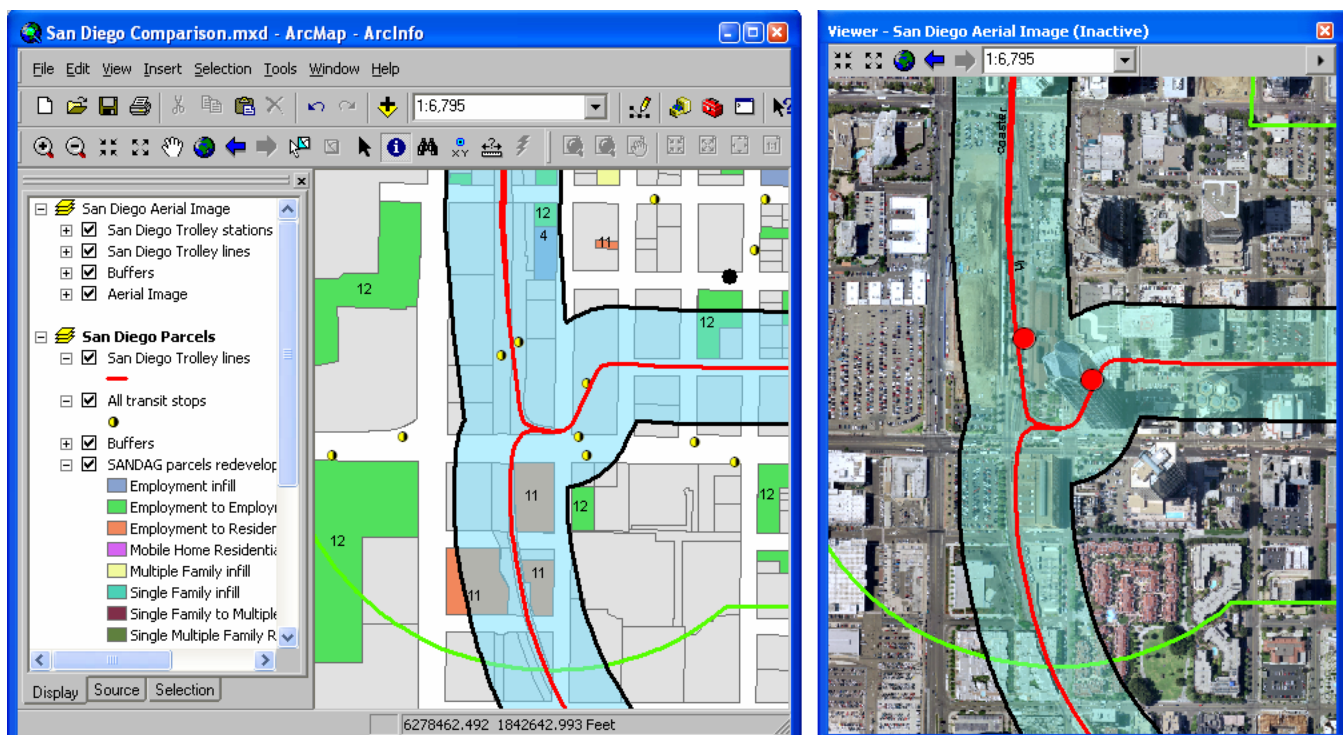 San Diego Comparison.mxd - ArcMap - ArcInfo
File Edit View Insert Selection Tools Window Help
1:6,795
XY
1:1
San Diego Aerial Image
San Diego Trolley stations
San Diego Trolley lines
Buffers
Aerial Image
San Diego Parcels
San Diego Trolley lines
All transit stops
Buffers
SANDAG parcels redevelop
Employment infill
Employment to Employ
Employment to Resider
Mobile Home Residentia
Multiple Family infill
Single Family infill
Single Family to Multiple
Single Multiple Family R
Display Source Selection
12
4
11
12
12
11
12
12
12
11
11
6278462.492 1842642.993 Feet
Viewer - San Diego Aerial Image (Inactive)
1:6,795
Coaster